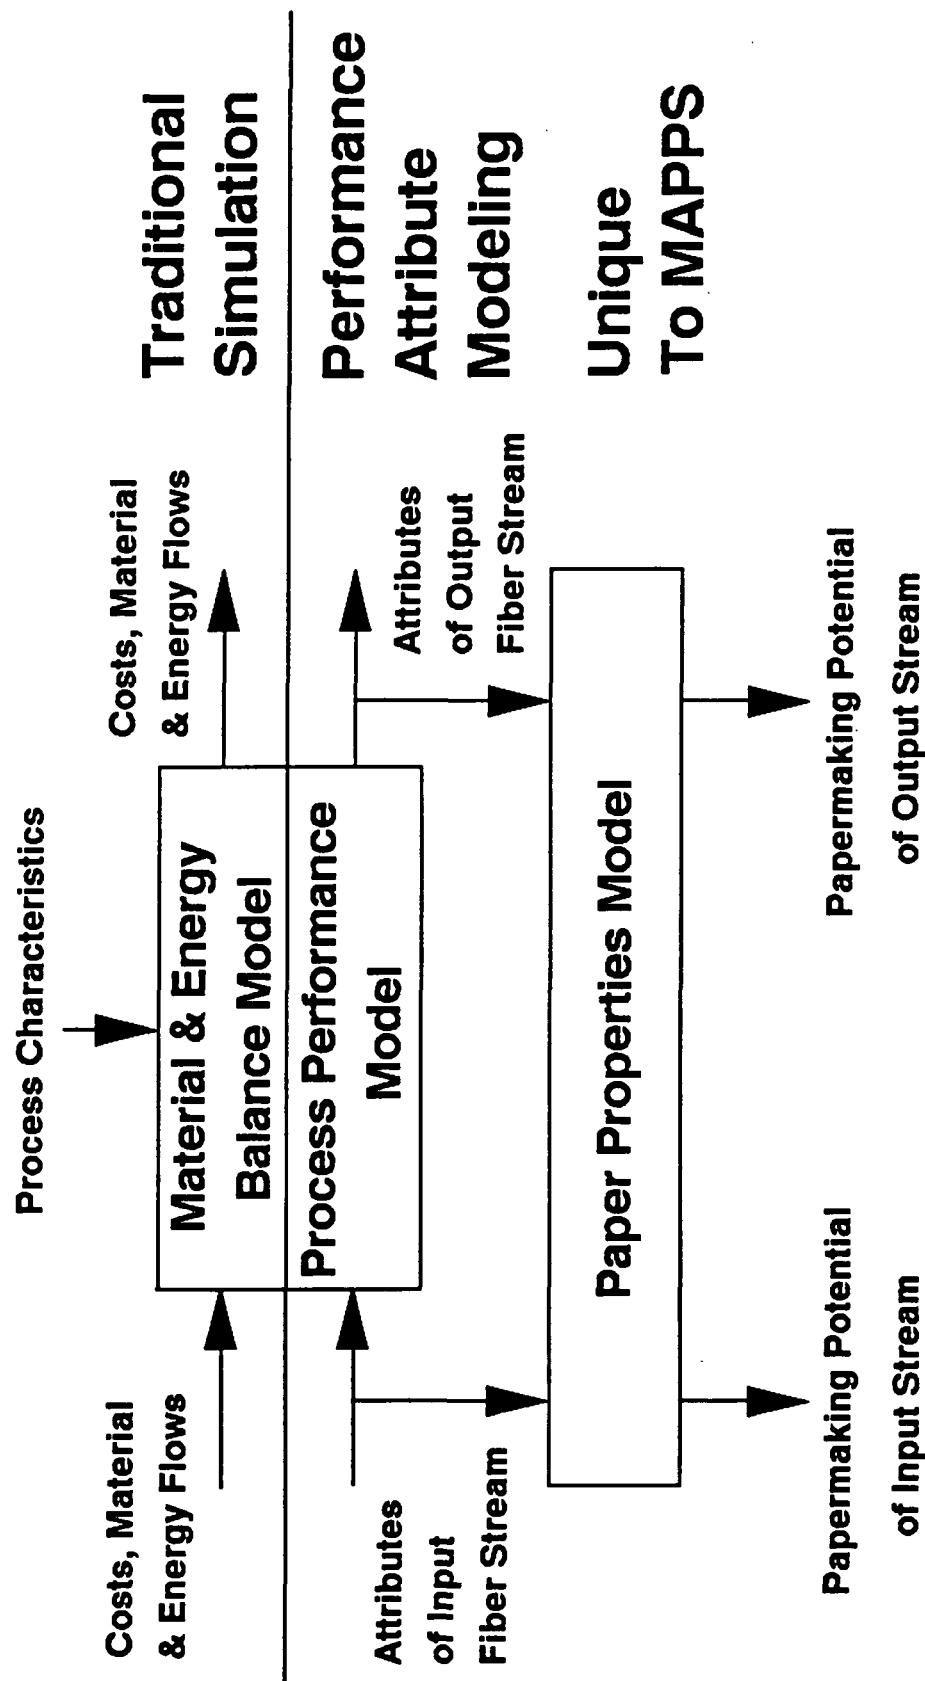 Process Characteristics
Costs, Material
& Energy Flows
Material & Energy
Balance Model
Costs, Material
& Energy Flows
Traditional
Simulation
Attributes
of Input
Fiber Stream
Process Performance
Model
Attributes
of Output
Fiber Stream
Performance
Attribute
Modeling
Paper Properties Model
Unique
To MAPPS
Papermaking Potential
of Input Stream
Papermaking Potential
of Output Stream